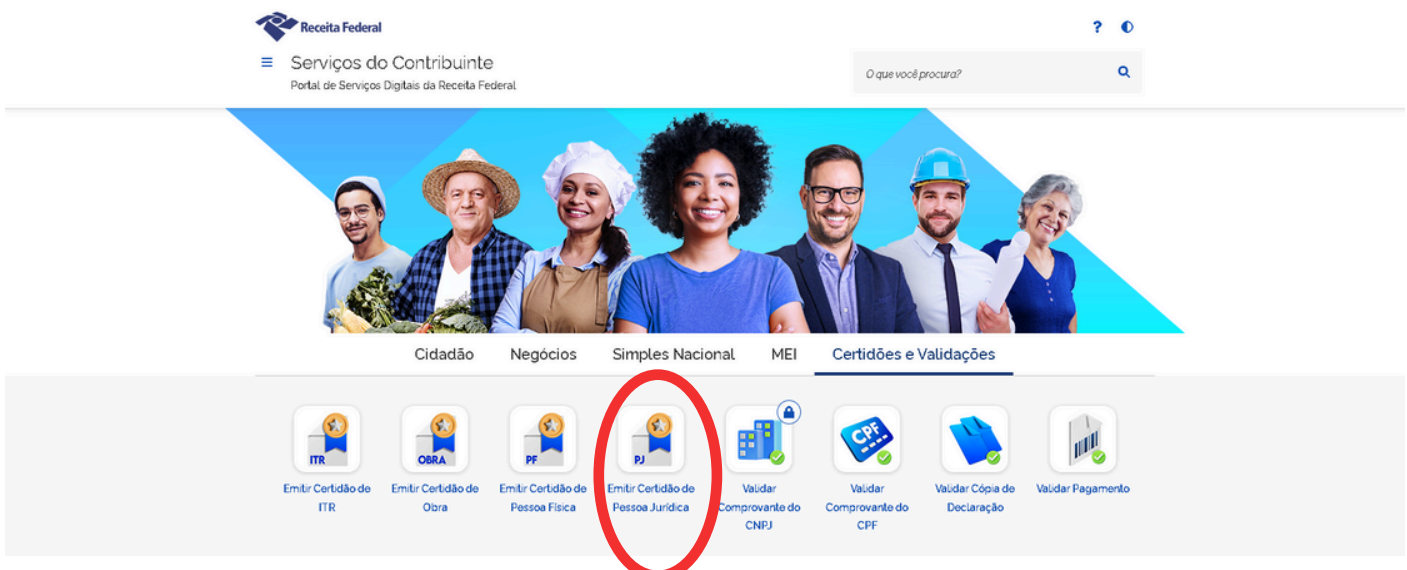 Receita Federal
?
Serviços do Contribuinte
Portal de Serviços Digitais da Receita Federal
O que você procura?
Cidadão Negócios Simples Nacional MEI Certidões e Validações
ITR OBRA PF PJ CPF
Emitir Certidão de ITR
Emitir Certidão de Obra
Emitir Certidão de Pessoa Física
Emitir Certidão de Pessoa Jurídica
Validar Comprovante do CNPJ
Validar Comprovante do CPF
Validar Cópia de Declaração
Validar Pagamento